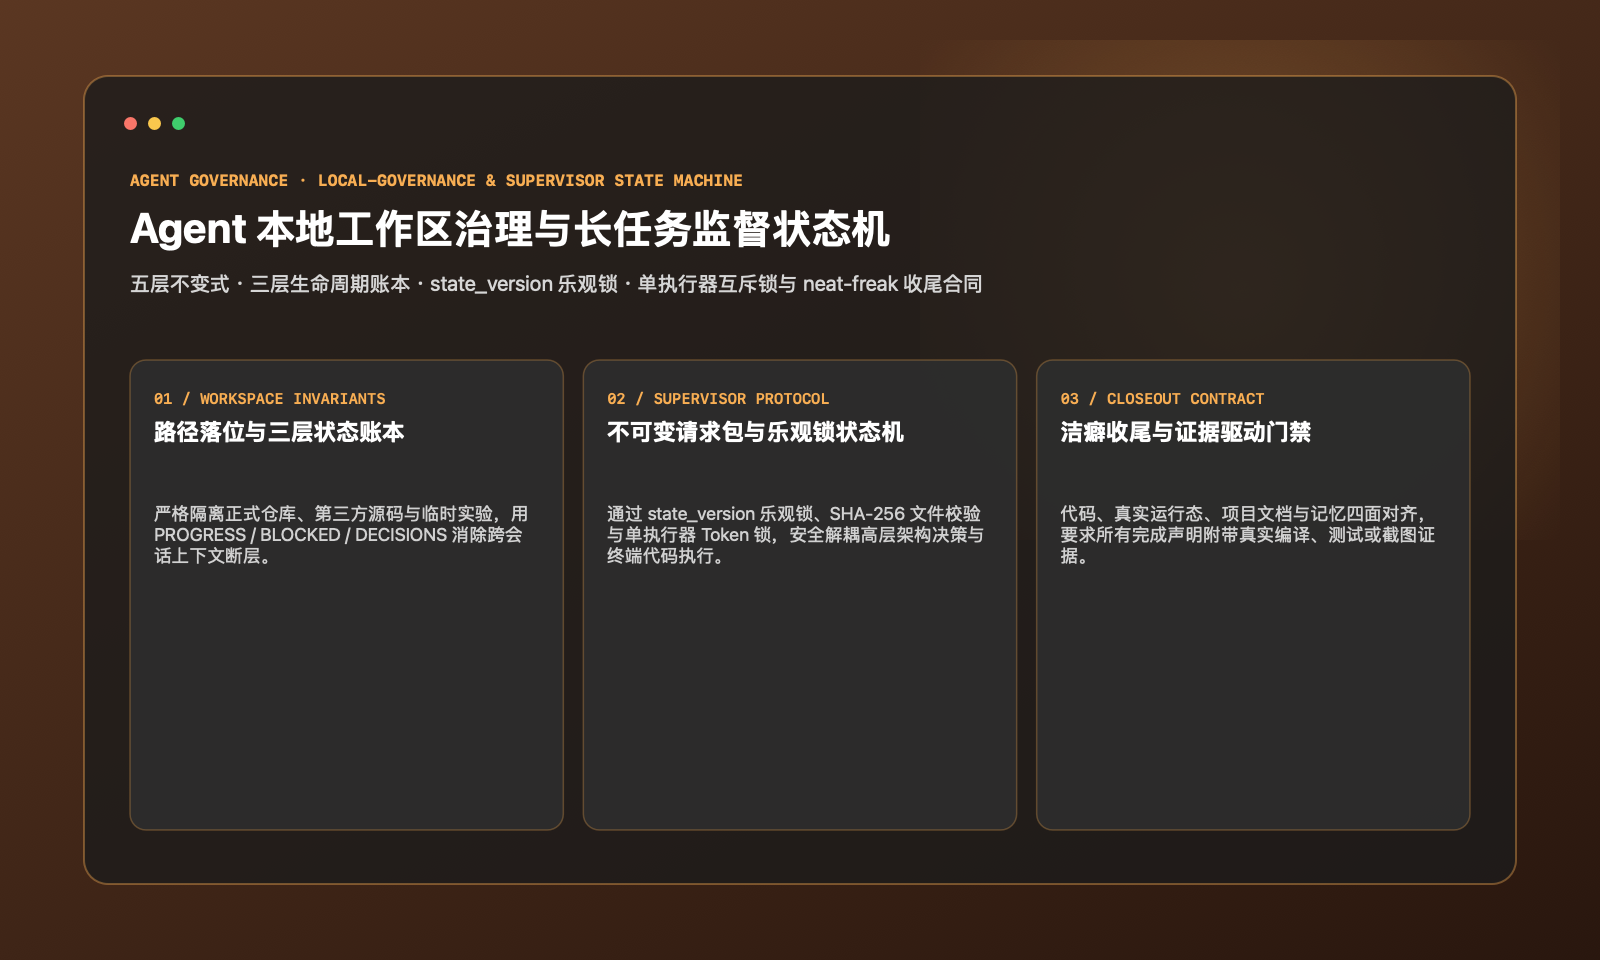 AGENT GOVERNANCE · LOCAL-GOVERNANCE & SUPERVISOR STATE MACHINE
Agent 本地工作区治理与长任务监督状态机
五层不变式 · 三层生命周期账本 · state_version 乐观锁 · 单执行器互斥锁与 neat-freak 收尾合同
01 / WORKSPACE INVARIANTS
路径落位与三层状态账本
严格隔离正式仓库、第三方源码与临时实验，用
PROGRESS / BLOCKED / DECISIONS 消除跨会
话上下文断层。
02 / SUPERVISOR PROTOCOL
不可变请求包与乐观锁状态机
通过 state_version 乐观锁、SHA-256 文件校验
与单执行器 Token 锁，安全解耦高层架构决策与
终端代码执行。
03 / CLOSEOUT CONTRACT
洁癖收尾与证据驱动门禁
代码、真实运行态、项目文档与记忆四面对齐，
要求所有完成声明附带真实编译、测试或截图证
据。